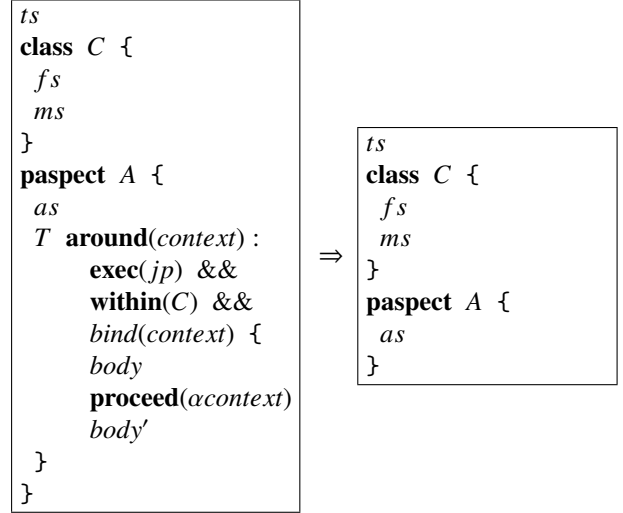 ts
class C {
fs
ms
}
paspect A {
as
T around(context) :
exec(jp) &&
within(C) &&
bind(context) {
body
proceed(αcontext)
body′
}
}
⇒
ts
class C {
fs
ms
}
paspect A {
as
}